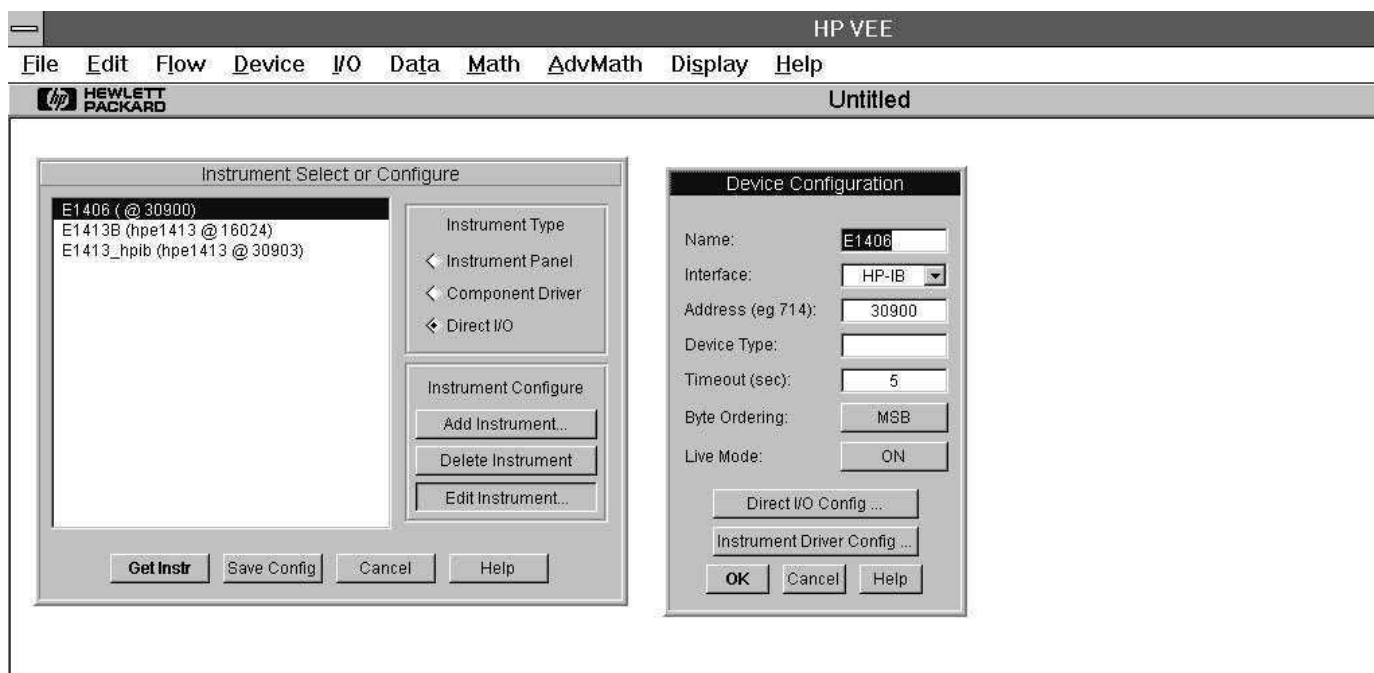 HP VEE
File Edit Flow Device I/O Data Math AdvMath Display Help
hp HEWLETT
PACKARD
Untitled
Instrument Select or Configure
E1406 ( @ 30900)
E1413B (hpe1413 @ 16024)
E1413_hpib (hpe1413 @ 30903)
Instrument Type
Instrument Panel
Component Driver
Direct I/O
Instrument Configure
Add Instrument...
Delete Instrument
Edit Instrument...
Get Instr Save Config Cancel Help
Device Configuration
Name: E1406
Interface: HP-IB
Address (eg 714): 30900
Device Type:
Timeout (sec): 5
Byte Ordering: MSB
Live Mode: ON
Direct I/O Config ...
Instrument Driver Config ...
OK Cancel Help